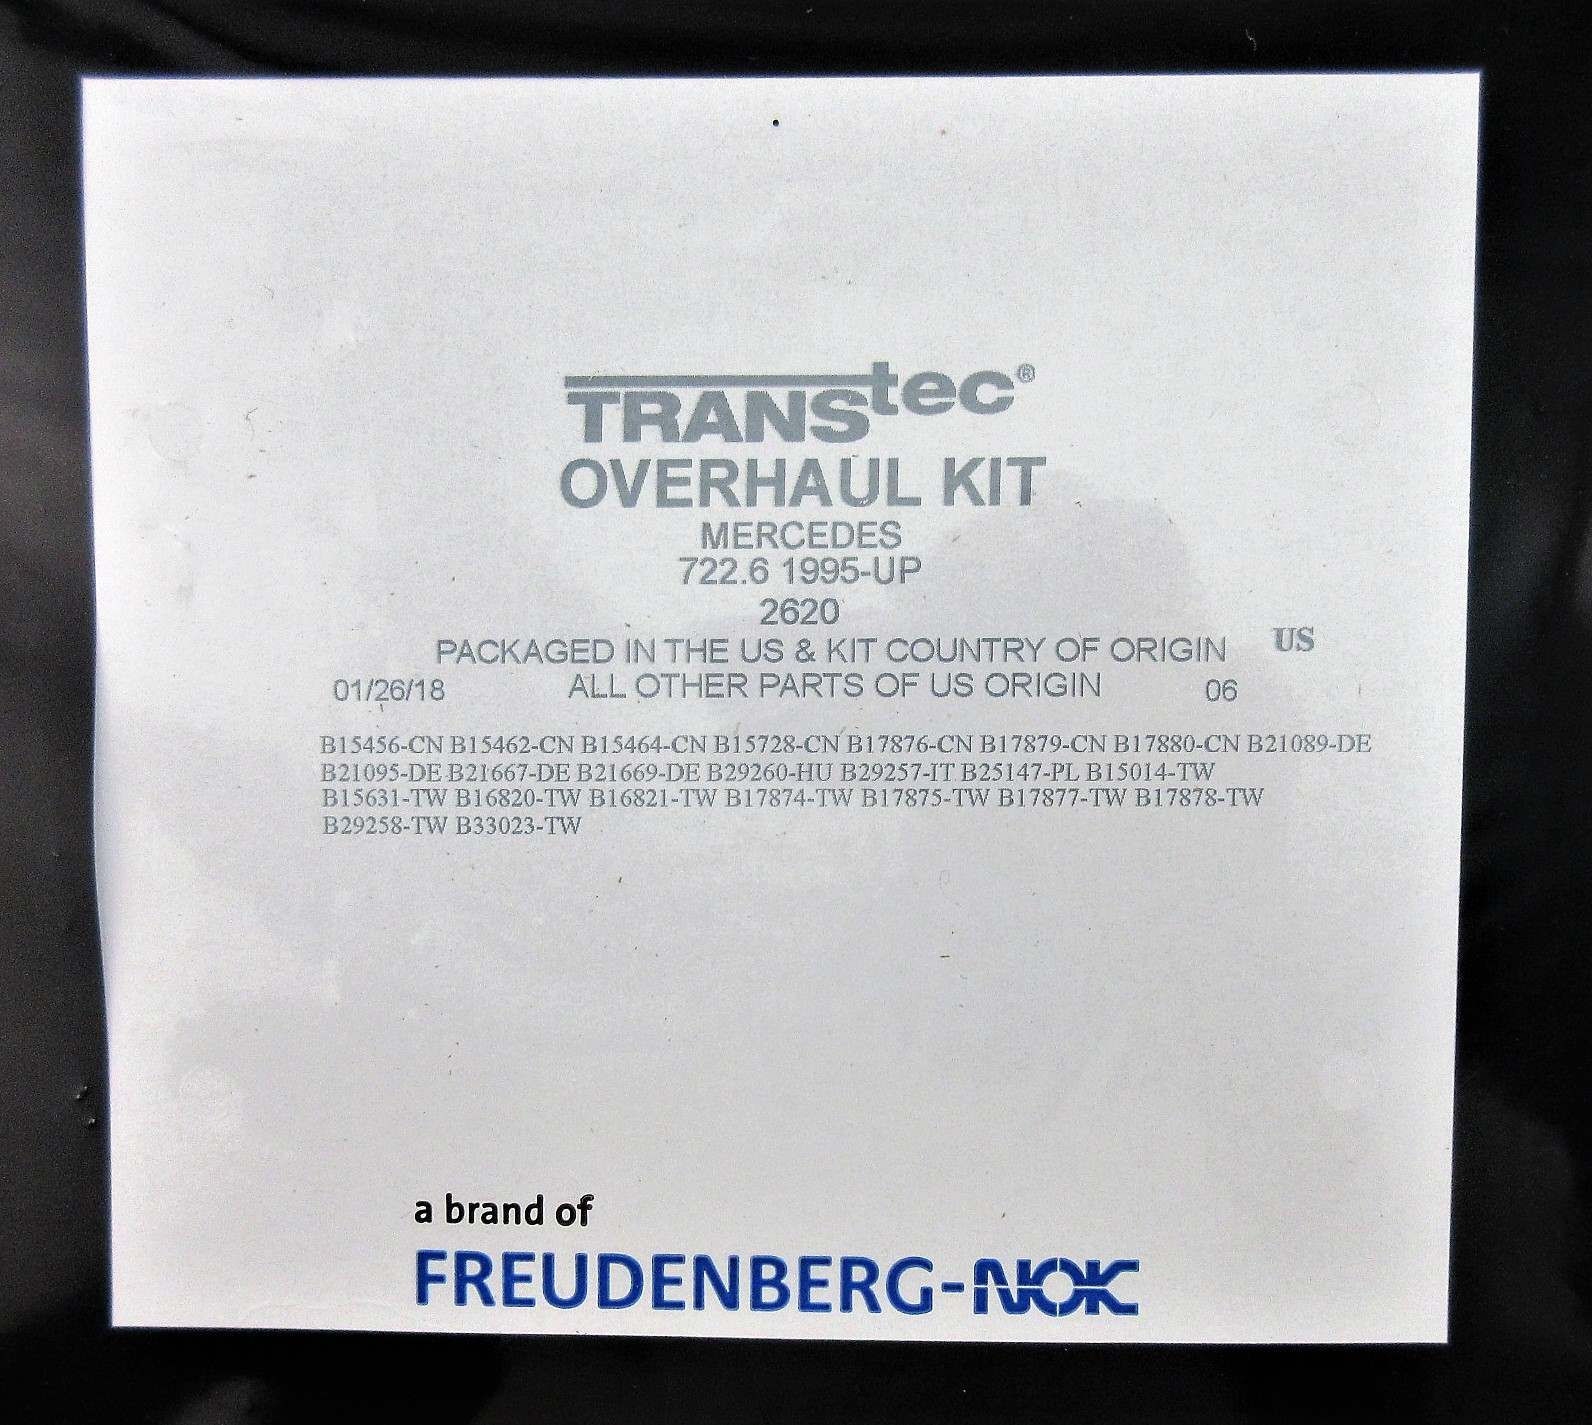 TRANStec®
OVERHAUL KIT
MERCEDES
722.6 1995-UP
2620
PACKAGED IN THE US & KIT COUNTRY OF ORIGIN US
01/26/18 ALL OTHER PARTS OF US ORIGIN 06
B15456-CN B15462-CN B15464-CN B15728-CN B17876-CN B17879-CN B17880-CN B21089-DE
B21095-DE B21667-DE B21669-DE B29260-HU B29257-IT B25147-PL B15014-TW
B15631-TW B16820-TW B16821-TW B17874-TW B17875-TW B17877-TW B17878-TW
B29258-TW B33023-TW
a brand of
FREUDENBERG-NOK